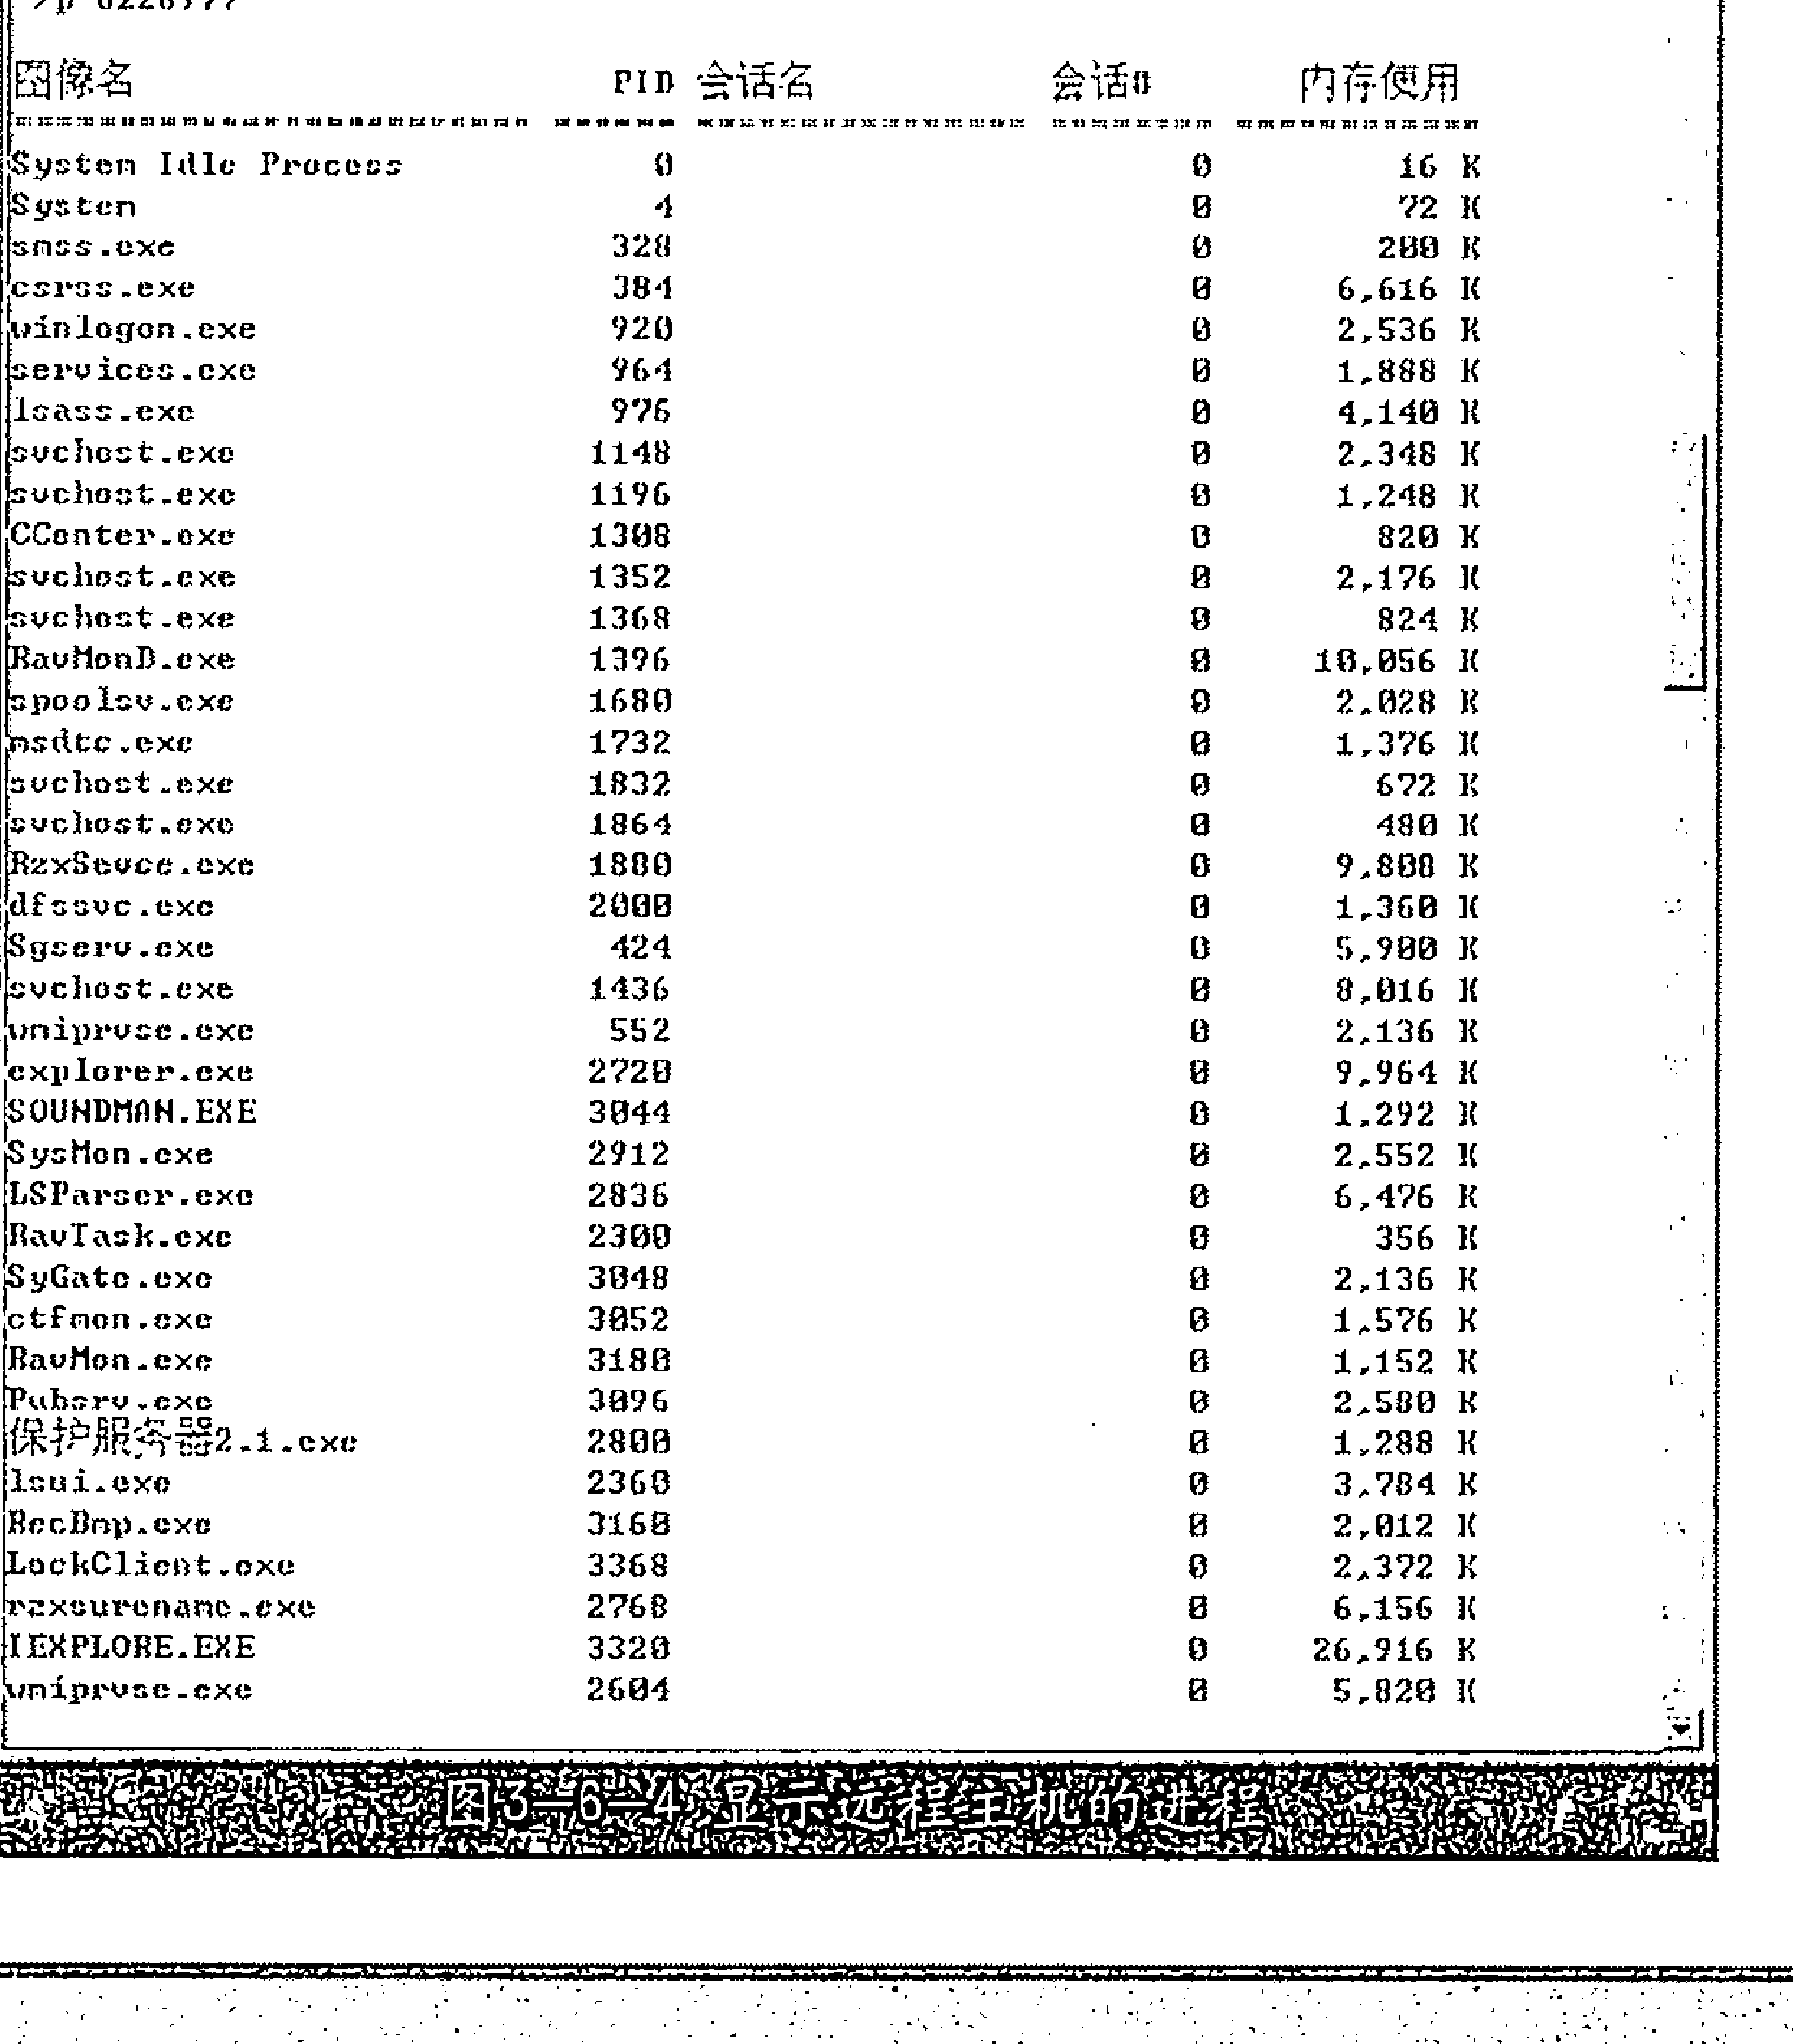 图像名 PID 会话名 会话# 内存使用
System Idle Process 0 0 16 K
System 4 0 72 K
smss.exe 328 0 200 K
csrss.exe 384 0 6,616 K
winlogon.exe 920 0 2,536 K
services.exe 964 0 1,888 K
lsass.exe 976 0 4,140 K
svchost.exe 1148 0 2,348 K
svchost.exe 1196 0 1,248 K
CCenter.exe 1308 0 820 K
svchost.exe 1352 0 2,176 K
svchost.exe 1368 0 824 K
RavMonD.exe 1396 0 10,056 K
spoolsv.exe 1680 0 2,028 K
msdtc.exe 1732 0 1,376 K
svchost.exe 1832 0 672 K
svchost.exe 1864 0 480 K
RzxSevce.exe 1880 0 9,808 K
dfssvc.exe 2000 0 1,360 K
Sgserv.exe 424 0 5,900 K
svchost.exe 1436 0 8,016 K
wmiprvse.exe 552 0 2,136 K
explorer.exe 2720 0 9,964 K
SOUNDMAN.EXE 3044 0 1,292 K
SysMon.exe 2912 0 2,552 K
LSParser.exe 2836 0 6,476 K
RavTask.exe 2300 0 356 K
SyGate.exe 3048 0 2,136 K
ctfmon.exe 3052 0 1,576 K
RavMon.exe 3180 0 1,152 K
Pubsrv.exe 3096 0 2,580 K
保护服务器2.1.exe 2800 0 1,288 K
lsui.exe 2360 0 3,784 K
RecBmp.exe 3160 0 2,012 K
LockClient.exe 3368 0 2,372 K
rzxsurename.exe 2768 0 6,156 K
IEXPLORE.EXE 3320 0 26,916 K
wmiprvse.exe 2604 0 5,820 K
图3—6—4 显示远程主机的进程